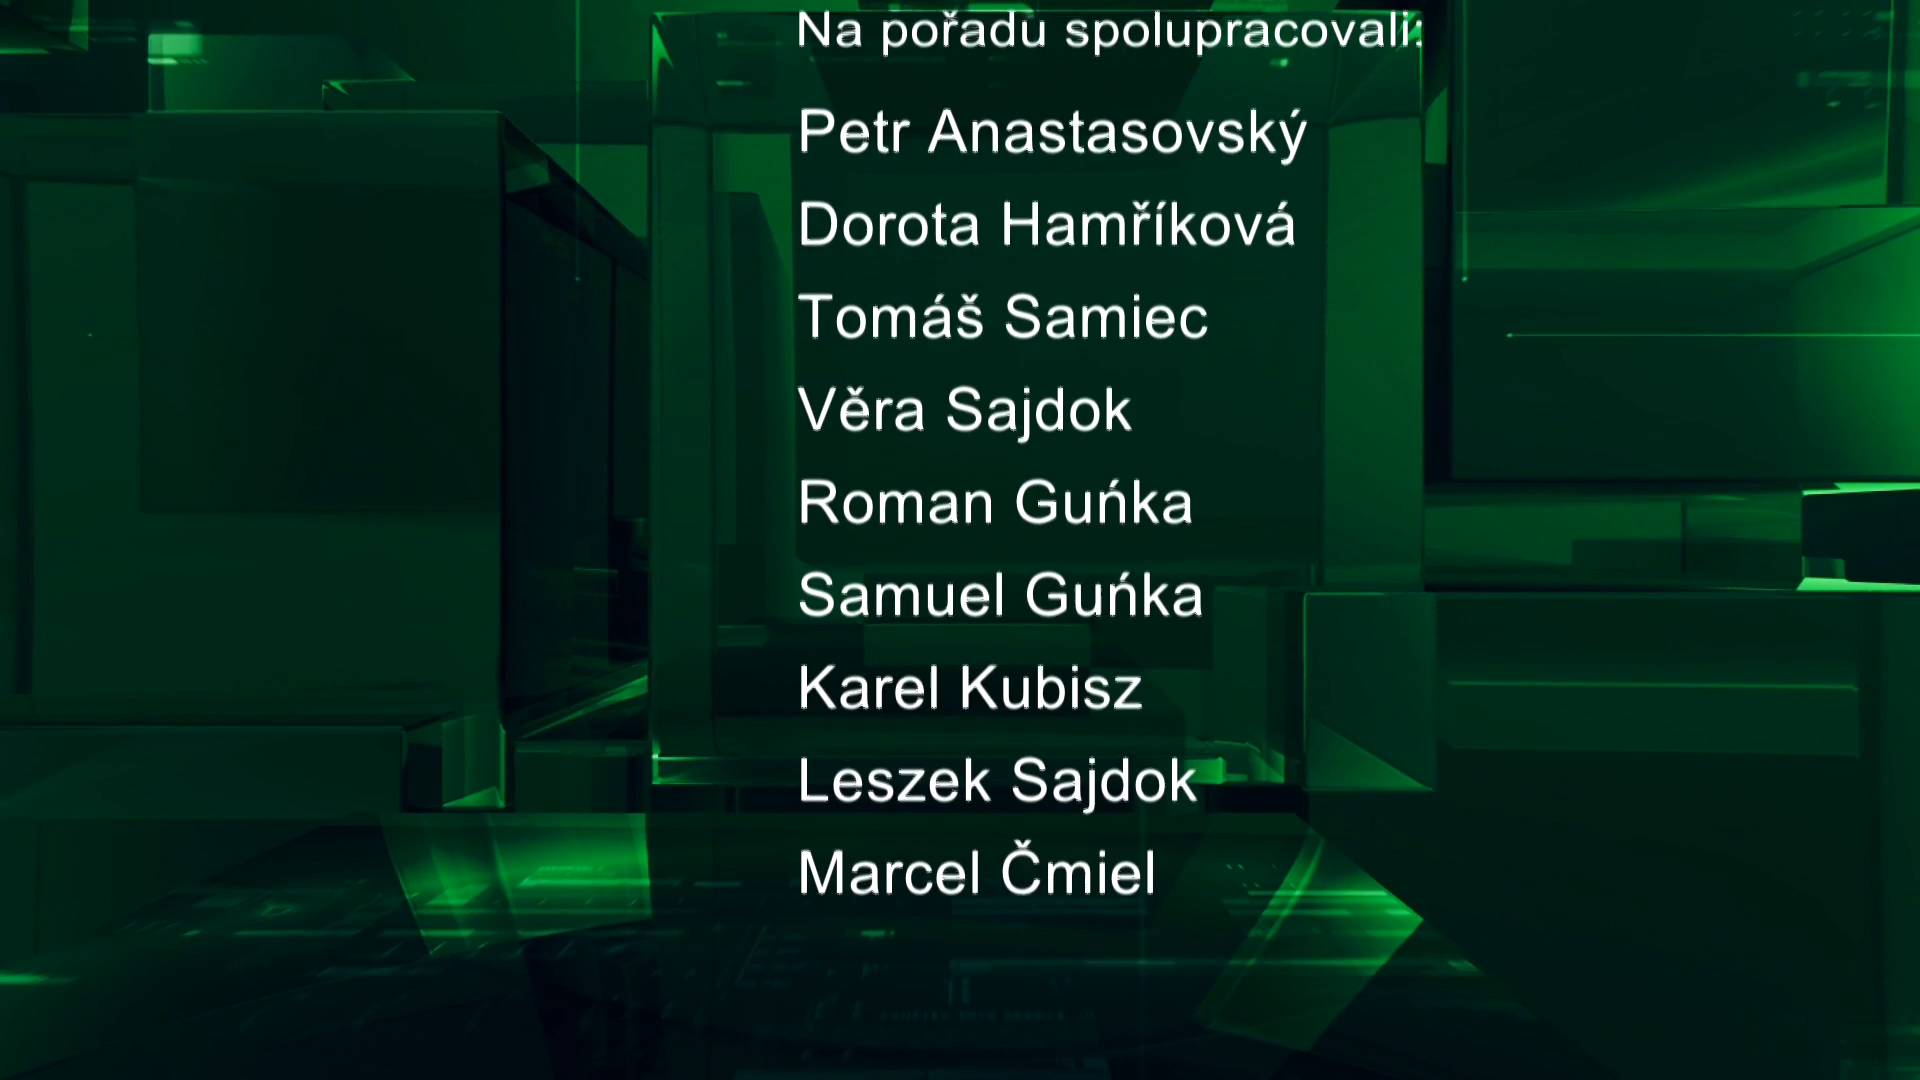 Na pořadu spolupracovali:
Petr Anastasovský
Dorota Hamříková
Tomáš Samiec
Věra Sajdok
Roman Guńka
Samuel Guńka
Karel Kubisz
Leszek Sajdok
Marcel Čmiel